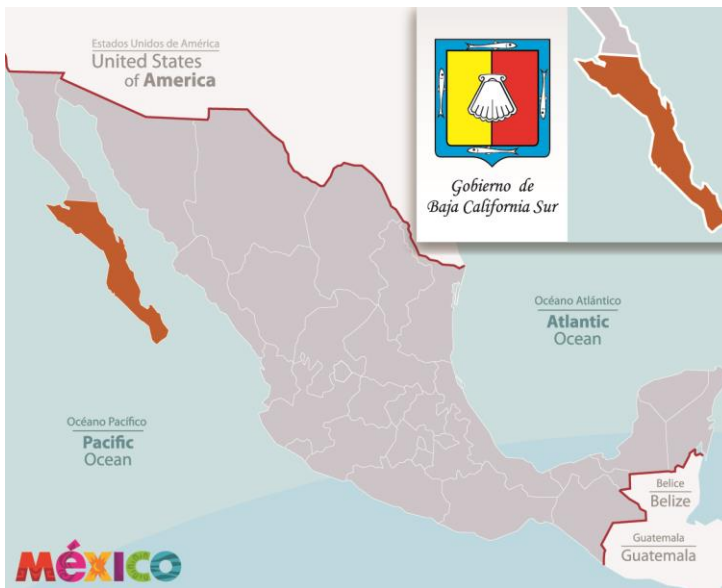 Estados Unidos de América
United States
of America
Gobierno de
Baja California Sur
Océano Atlántico
Atlantic
Ocean
Océano Pacífico
Pacific
Ocean
Belice
Belize
Guatemala
Guatemala
méxico